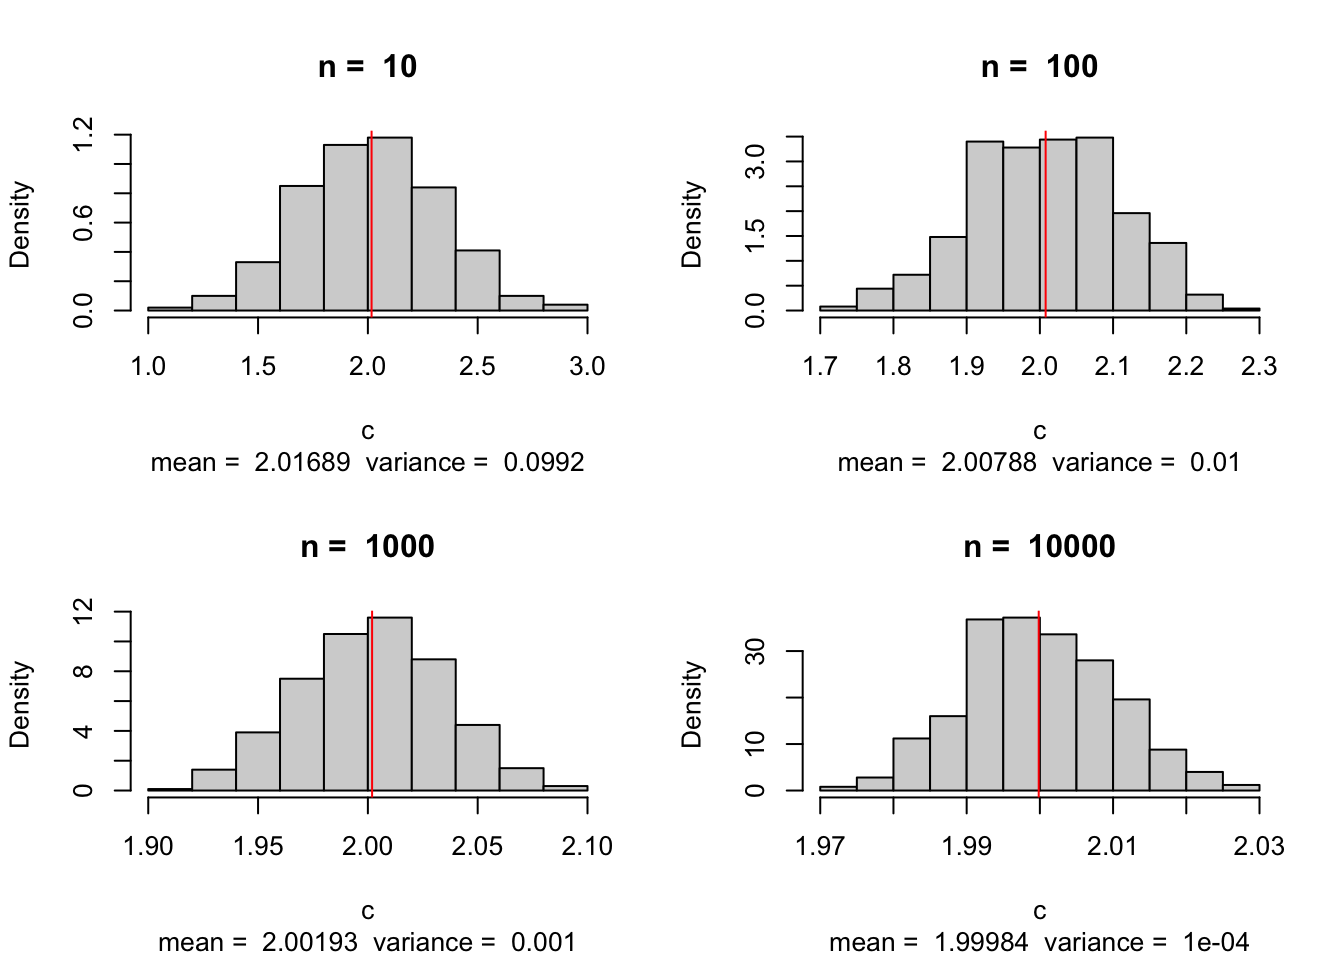 n = 10
Density
0.0 0.6 1.2
1.0 1.5 2.0 2.5 3.0
c
mean = 2.01689 variance = 0.0992
n = 100
Density
0.0 1.5 3.0
1.7 1.8 1.9 2.0 2.1 2.2 2.3
c
mean = 2.00788 variance = 0.01
n = 1000
Density
0 4 8 12
1.90 1.95 2.00 2.05 2.10
c
mean = 2.00193 variance = 0.001
n = 10000
Density
0 10 30
1.97 1.99 2.01 2.03
c
mean = 1.99984 variance = 1e-04